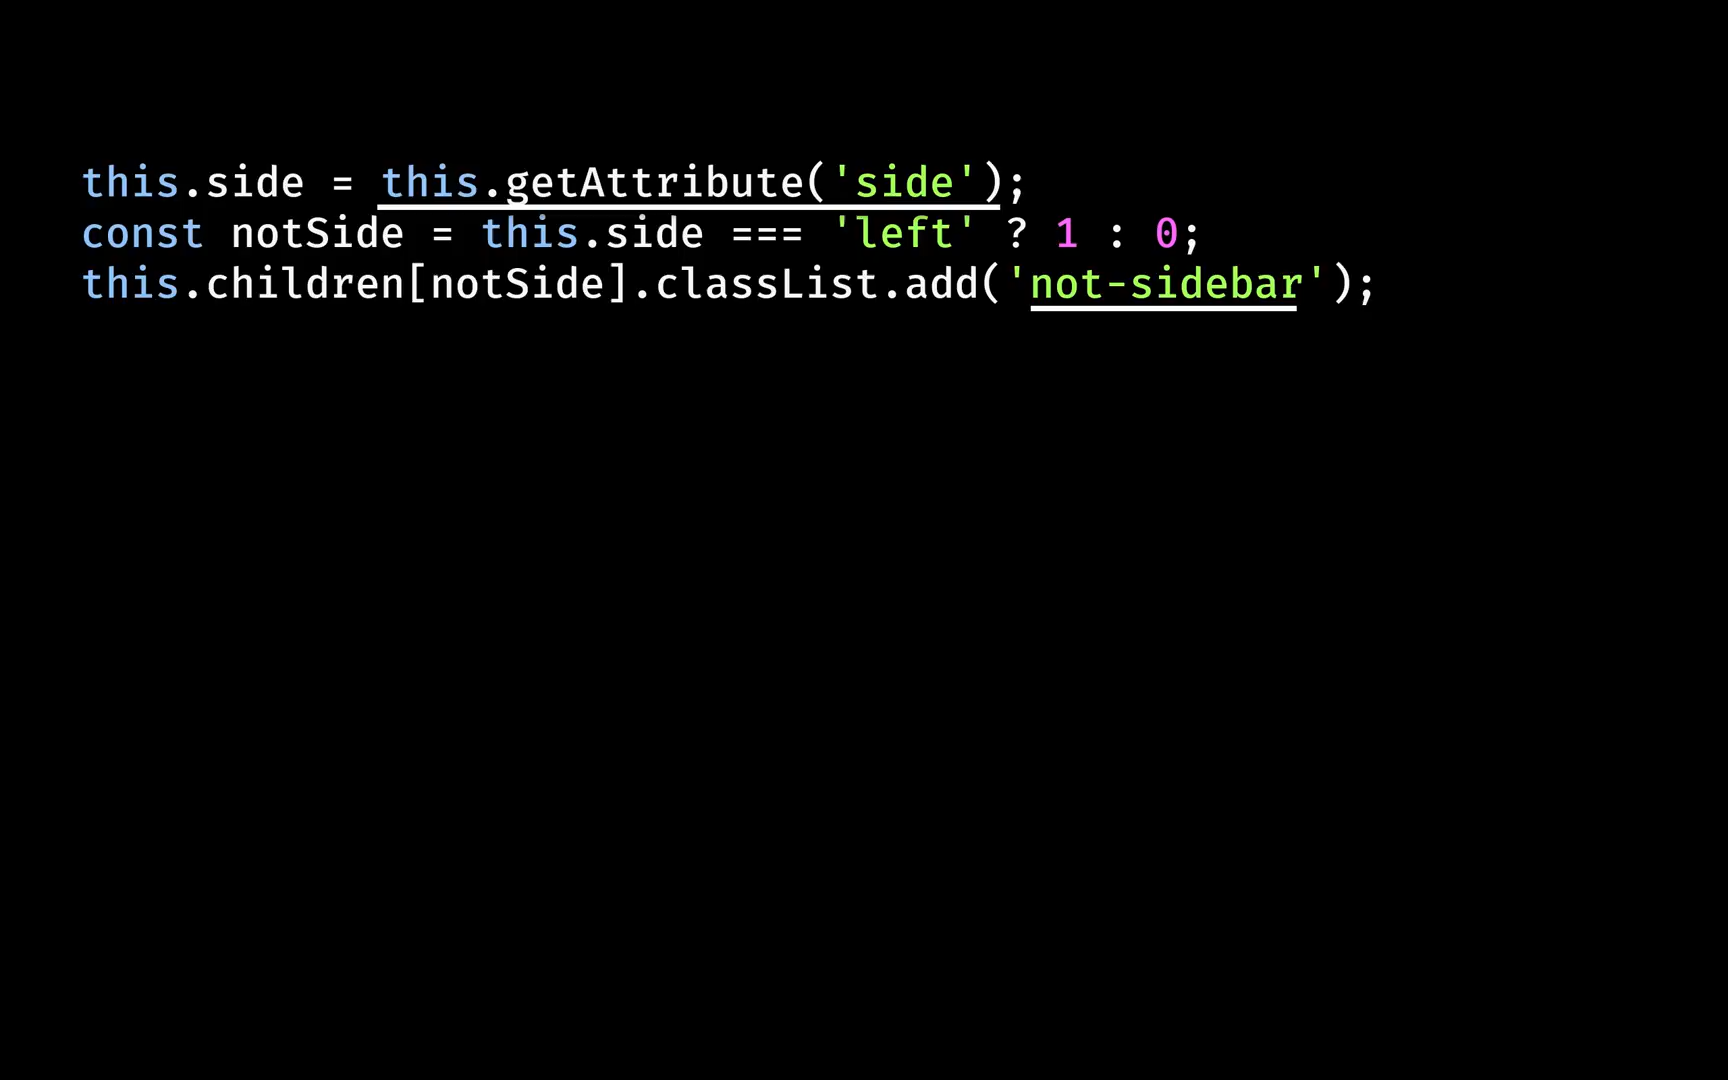 this.side = this.getAttribute('side');
const notSide = this.side === 'left' ? 1 : 0;
this.children[notSide].classList.add('not-sidebar');